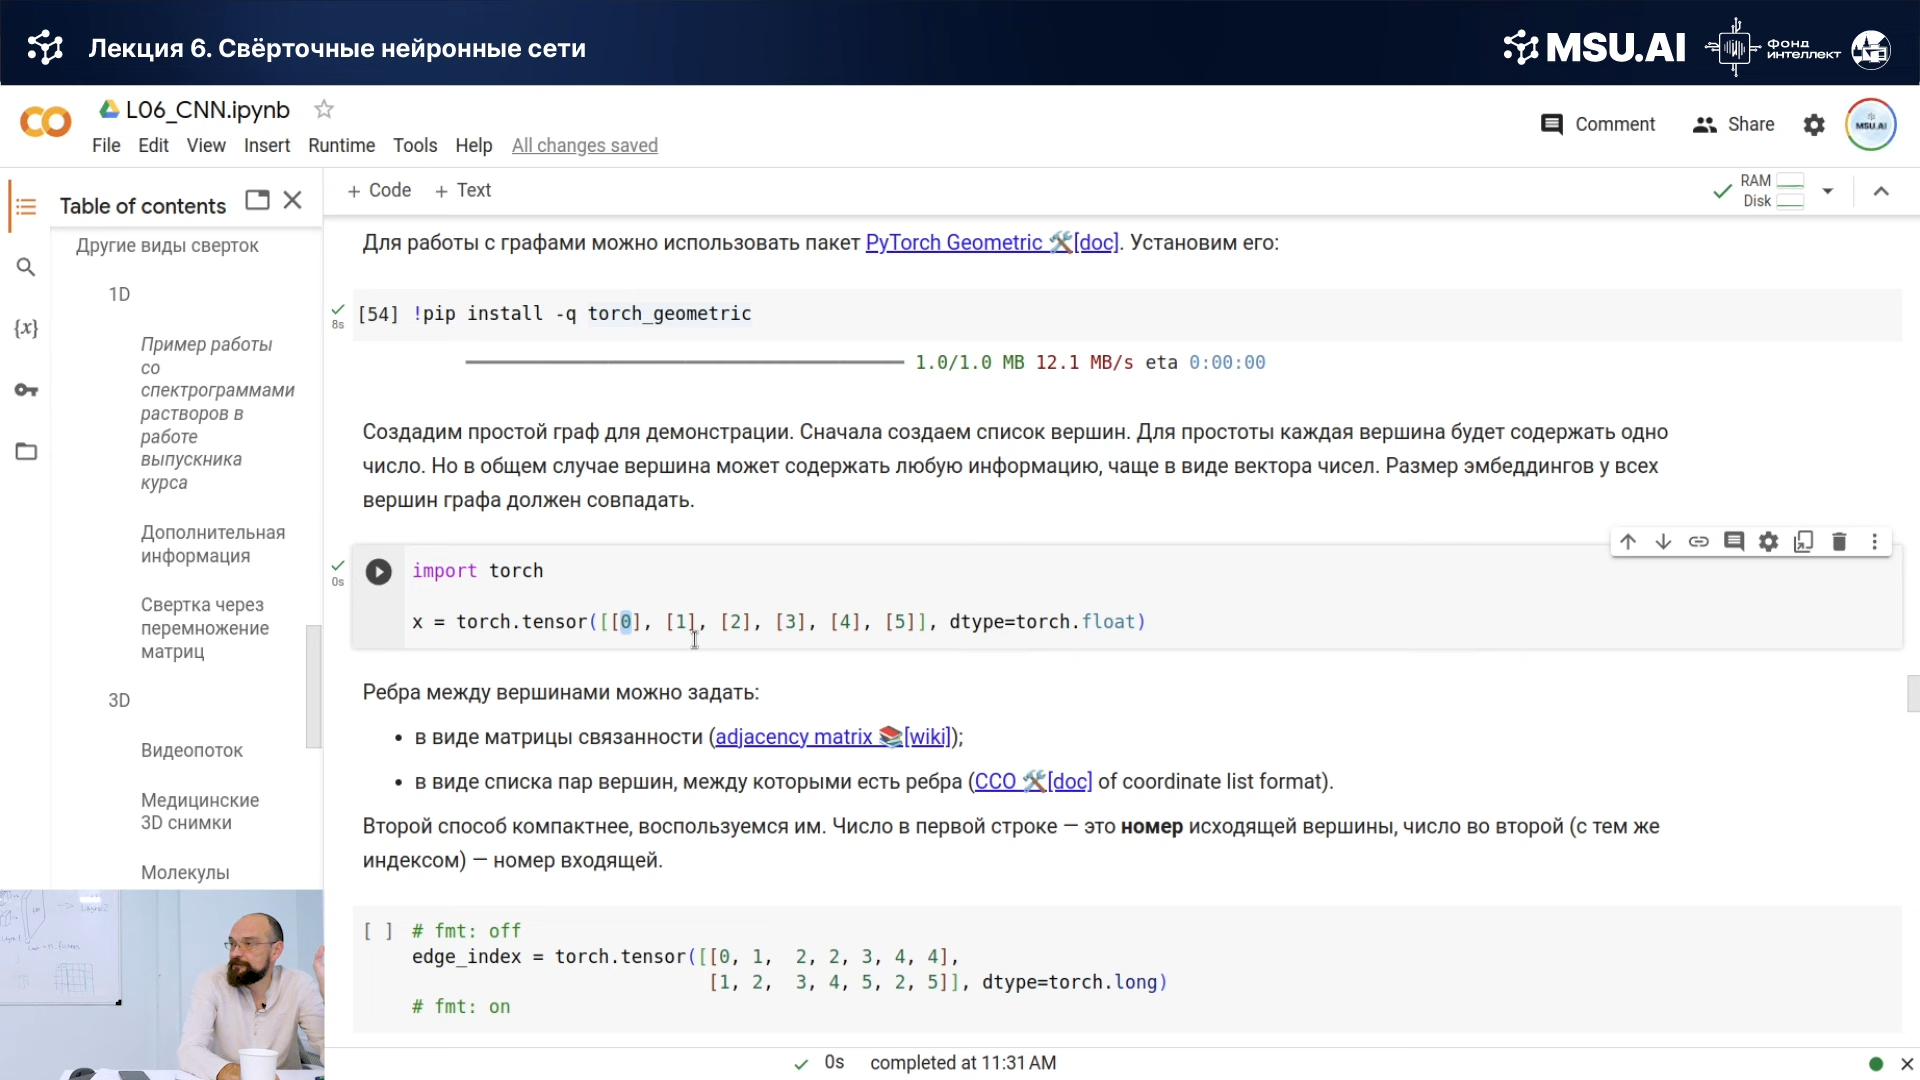 Лекция 6. Свёрточные нейронные сети
MSU.AI
ФОНД
ИНТЕЛЛЕКТ
L06_CNN.ipynb
File Edit View Insert Runtime Tools Help All changes saved
Comment Share
MSU.AI
Table of contents
Другие виды сверток
1D
Пример работы
со
спектрограммами
растворов в
работе
выпускника
курса
Дополнительная
информация
Свертка через
перемножение
матриц
3D
Видеопоток
Медицинские
3D снимки
Молекулы
+ Code + Text
RAM
Disk
Для работы с графами можно использовать пакет PyTorch Geometric 🛠️[doc]. Установим его:
8s
[54] !pip install -q torch_geometric
1.0/1.0 MB 12.1 MB/s eta 0:00:00
Создадим простой граф для демонстрации. Сначала создаем список вершин. Для простоты каждая вершина будет содержать одно
число. Но в общем случае вершина может содержать любую информацию, чаще в виде вектора чисел. Размер эмбеддингов у всех
вершин графа должен совпадать.
0s
import torch
x = torch.tensor([[0], [1], [2], [3], [4], [5]], dtype=torch.float)
Ребра между вершинами можно задать:
• в виде матрицы связанности (adjacency matrix 📚[wiki]);
• в виде списка пар вершин, между которыми есть ребра (CCO 🛠️[doc] of coordinate list format).
Второй способ компактнее, воспользуемся им. Число в первой строке — это номер исходящей вершины, число во второй (с тем же
индексом) — номер входящей.
[ ] # fmt: off
edge_index = torch.tensor([[0, 1, 2, 2, 3, 4, 4],
[1, 2, 3, 4, 5, 2, 5]], dtype=torch.long)
# fmt: on
0s completed at 11:31 AM